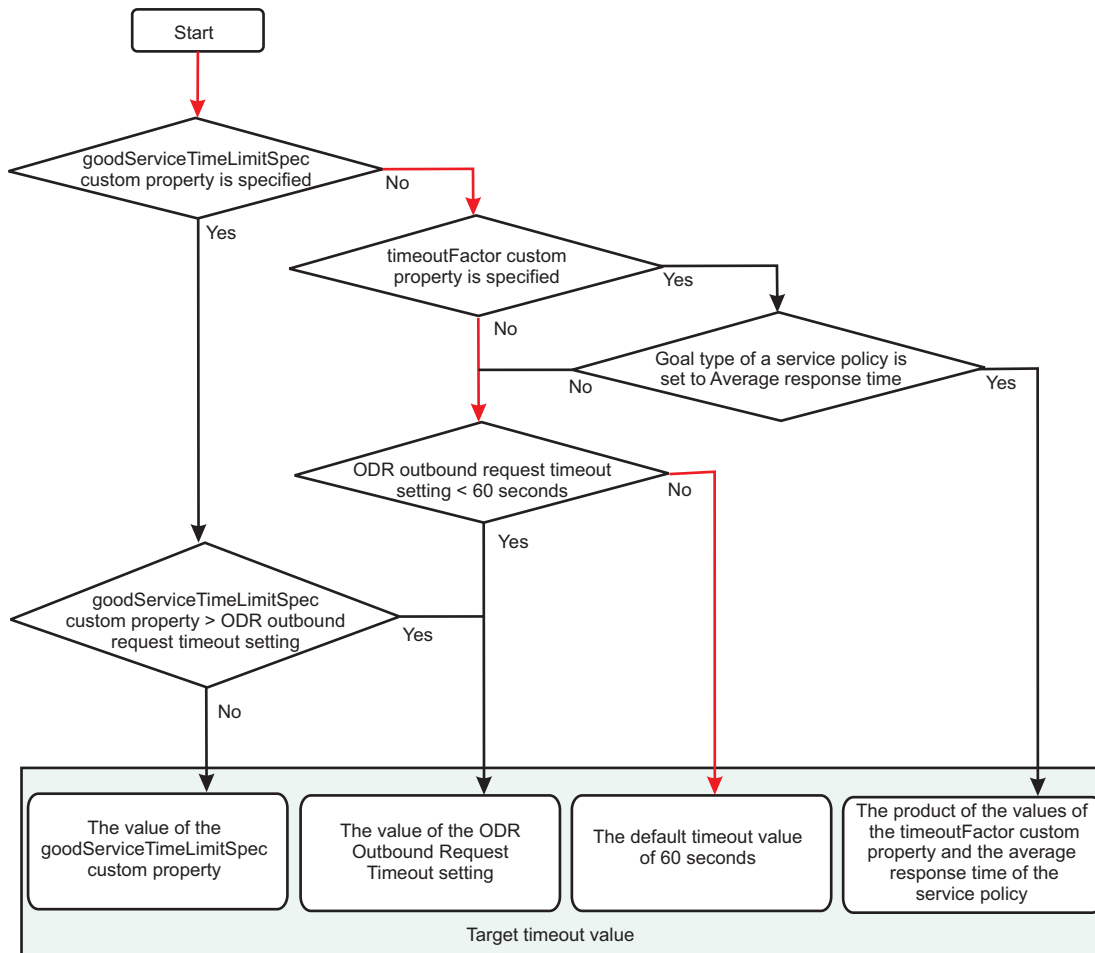 Start
goodServiceTimeLimitSpec
custom property is specified
No
Yes
timeoutFactor custom
property is specified
Yes
No
Goal type of a service policy is
set to Average response time
No
Yes
ODR outbound request timeout
setting < 60 seconds
No
Yes
goodServiceTimeLimitSpec
custom property > ODR outbound
request timeout setting
Yes
No
The value of the
goodServiceTimeLimitSpec
custom property
The value of the ODR
Outbound Request
Timeout setting
The default timeout value
of 60 seconds
The product of the values of
the timeoutFactor custom
property and the average
response time of the
service policy
Target timeout value